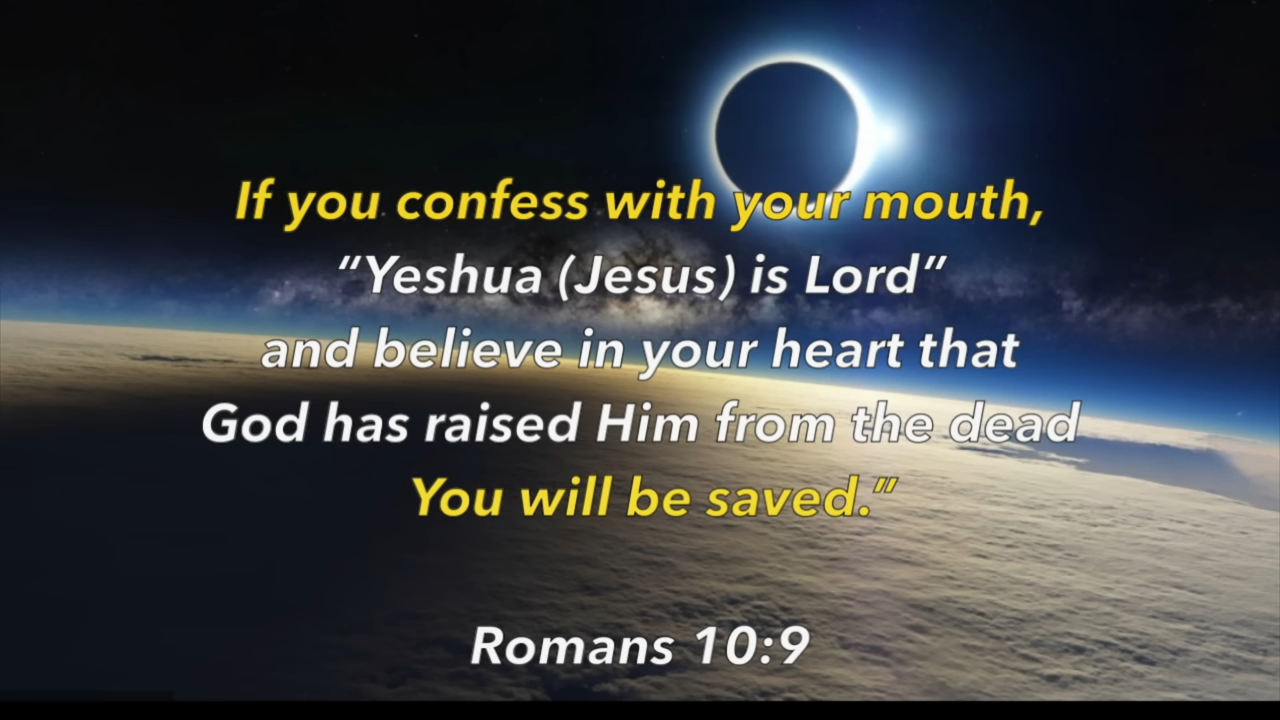 If you confess with your mouth,
“Yeshua (Jesus) is Lord”
and believe in your heart that
God has raised Him from the dead
You will be saved.”
Romans 10:9